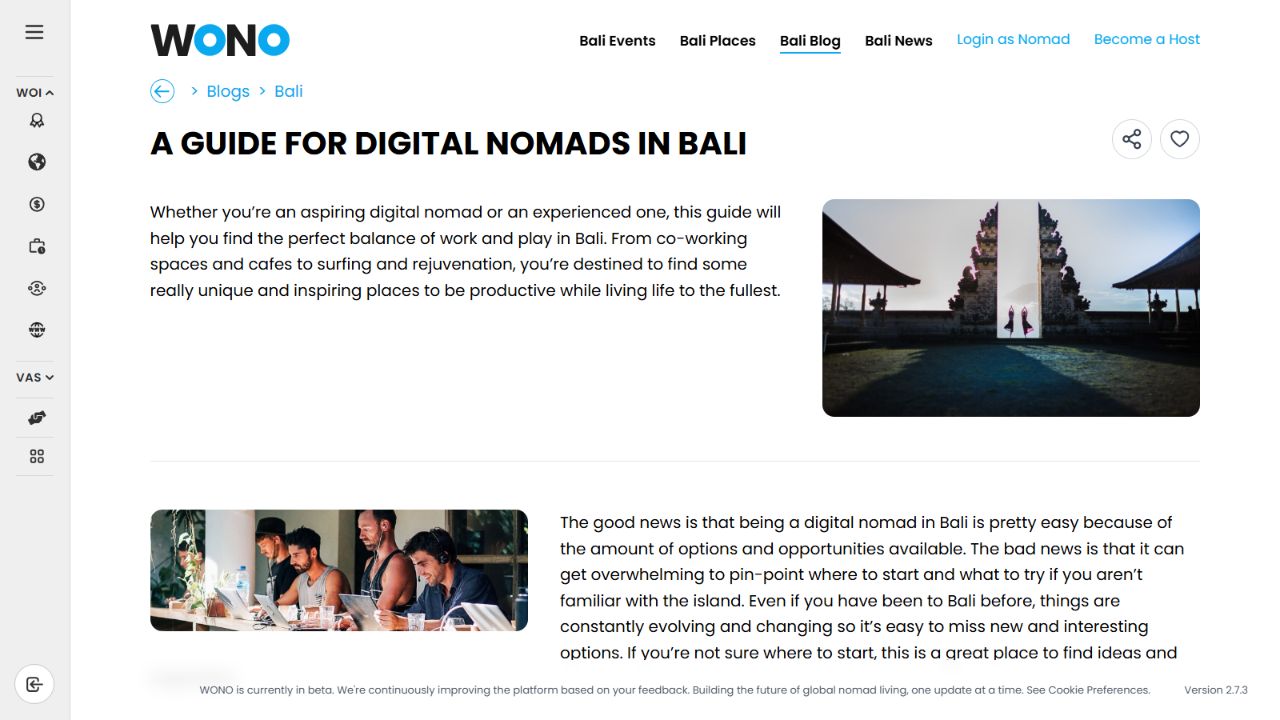 WONO
Bali Events
Bali Places
Bali Blog
Bali News
Login as Nomad
Become a Host
> Blogs > Bali
WOI
VAS
A GUIDE FOR DIGITAL NOMADS IN BALI
Whether you’re an aspiring digital nomad or an experienced one, this guide will
help you find the perfect balance of work and play in Bali. From co-working
spaces and cafes to surfing and rejuvenation, you’re destined to find some
really unique and inspiring places to be productive while living life to the fullest.
The good news is that being a digital nomad in Bali is pretty easy because of
the amount of options and opportunities available. The bad news is that it can
get overwhelming to pin-point where to start and what to try if you aren’t
familiar with the island. Even if you have been to Bali before, things are
constantly evolving and changing so it’s easy to miss new and interesting
options. If you’re not sure where to start, this is a great place to find ideas and
WONO is currently in beta. We're continuously improving the platform based on your feedback. Building the future of global nomad living, one update at a time. See Cookie Preferences.
Version 2.7.3